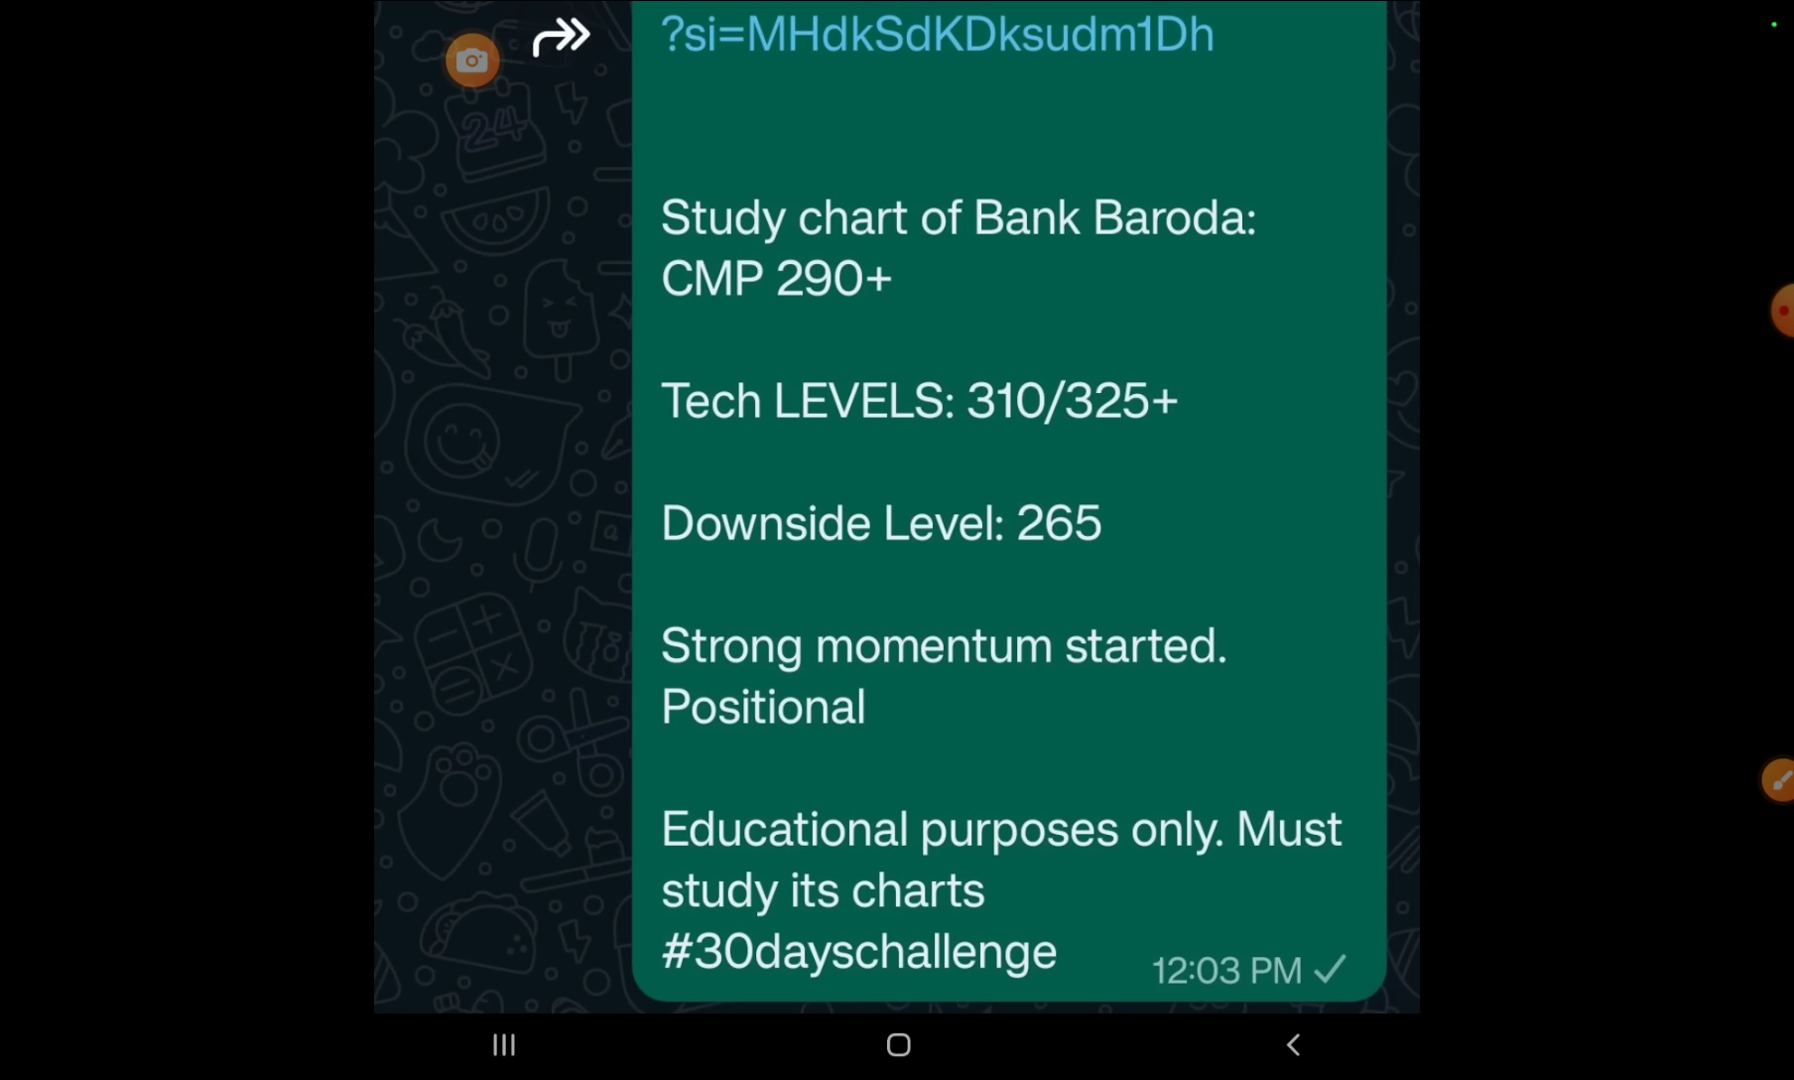 ?si=MHdkSdKDksudm1Dh
Study chart of Bank Baroda:
CMP 290+
Tech LEVELS: 310/325+
Downside Level: 265
Strong momentum started.
Positional
Educational purposes only. Must
study its charts
#30dayschallenge
12:03 PM